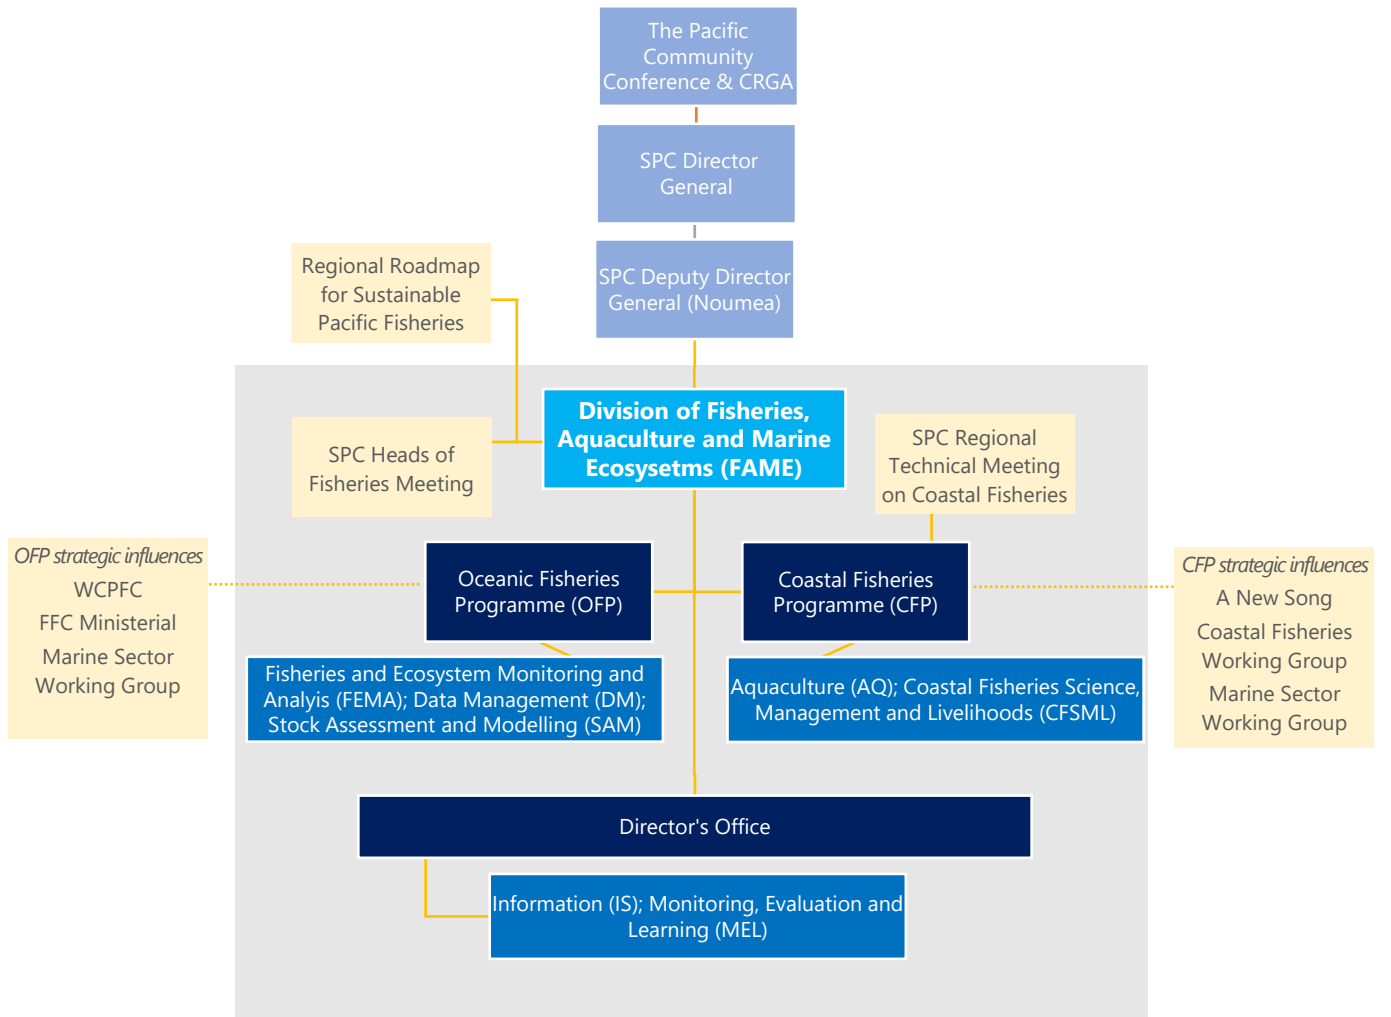 The Pacific
Community
Conference & CRGA
SPC Director
General
SPC Deputy Director
General (Noumea)
Regional Roadmap
for Sustainable
Pacific Fisheries
Division of Fisheries,
Aquaculture and Marine
Ecosysetms (FAME)
SPC Heads of
Fisheries Meeting
SPC Regional
Technical Meeting
on Coastal Fisheries
OFP strategic influences
WCPFC
FFC Ministerial
Marine Sector
Working Group
Oceanic Fisheries
Programme (OFP)
Coastal Fisheries
Programme (CFP)
CFP strategic influences
A New Song
Coastal Fisheries
Working Group
Marine Sector
Working Group
Fisheries and Ecosystem Monitoring and
Analyis (FEMA); Data Management (DM);
Stock Assessment and Modelling (SAM)
Aquaculture (AQ); Coastal Fisheries Science,
Management and Livelihoods (CFSML)
Director's Office
Information (IS); Monitoring, Evaluation and
Learning (MEL)